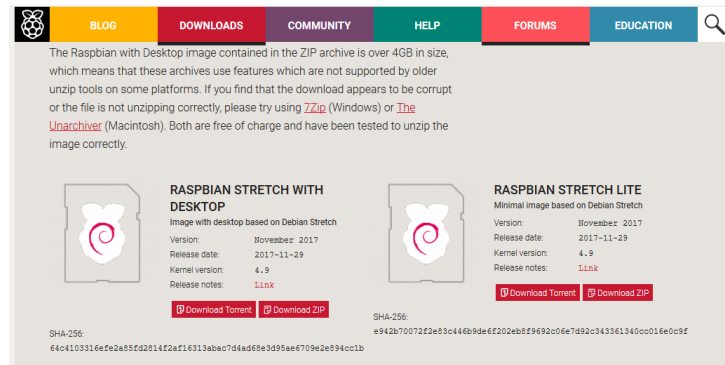 BLOG DOWNLOADS COMMUNITY HELP FORUMS EDUCATION
The Raspbian with Desktop image contained in the ZIP archive is over 4GB in size,
which means that these archives use features which are not supported by older
unzip tools on some platforms. If you find that the download appears to be corrupt
or the file is not unzipping correctly, please try using 7Zip (Windows) or The
Unarchiver (Macintosh). Both are free of charge and have been tested to unzip the
image correctly.
RASPBIAN STRETCH WITH
DESKTOP
Image with desktop based on Debian Stretch
Version: November 2017
Release date: 2017-11-29
Kernel version: 4.9
Release notes: Link
Download Torrent Download ZIP
SHA-256:
64c4103316efe2a85fd2814f2af16313abac7d4ad68e3d95ae6709e2e894cc1b
RASPBIAN STRETCH LITE
Minimal image based on Debian Stretch
Version: November 2017
Release date: 2017-11-29
Kernel version: 4.9
Release notes: Link
Download Torrent Download ZIP
SHA-256:
e942b70072f2e83c446b9de6f202eb8f9692c06e7d92c343361340cc016e0c9f